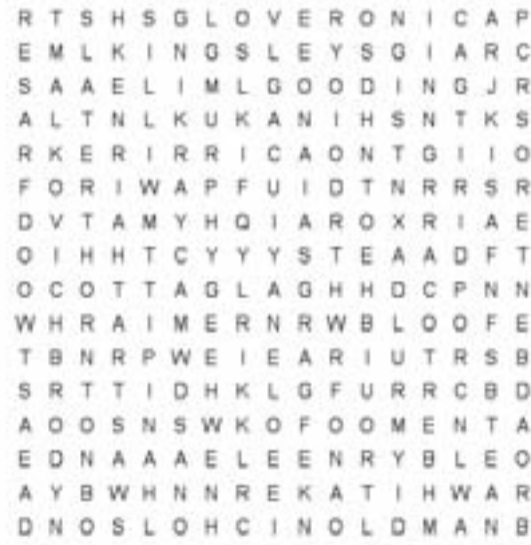 R T S H S G L O V E R O N I C A P
E M L K I N G S L E Y S G I A R C
S A A E L I M L G O O D I N G J R
A L T N L K U K A N I H S N T K S
R K E R I R R I C A O N T G I I O
F O R I W A P F U I D T N R R S R
D V T A M Y H Q I A R O X R I A E
O I H H T C Y Y Y S T E A A D F T
O C O T T A G L A G H H D C P N N
W H R A I M E R N R W B L O O F E
T B N R P W E I E A R I U T R S B
S R T T I D H K L G F U R R C B D
A O O S N S W K O F O O M E N T A
E D N A A A E L E E N R Y B L E O
A Y B W H N N R E K A T I H W A R
D N O S L O H C I N O L D M A N B